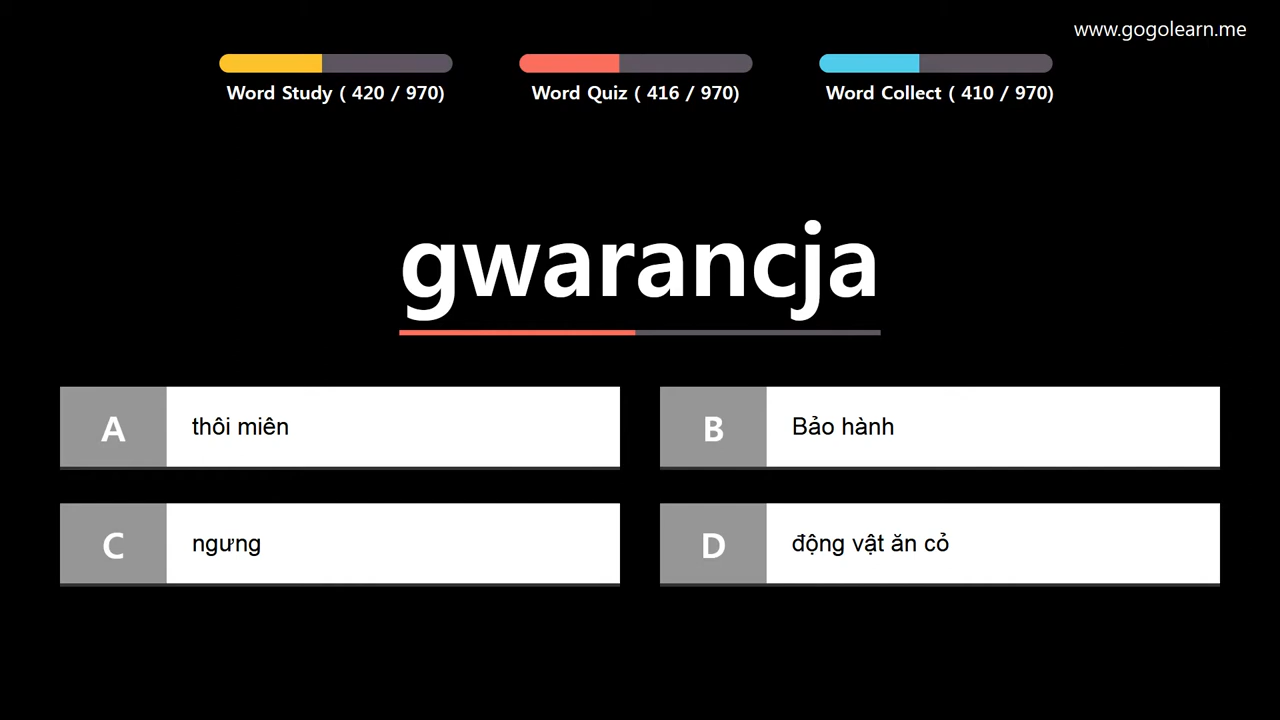 www.gogolearn.me
Word Study ( 420 / 970)
Word Quiz ( 416 / 970)
Word Collect ( 410 / 970)
gwarancja
A thôi miên
B Bảo hành
C ngưng
D động vật ăn cỏ